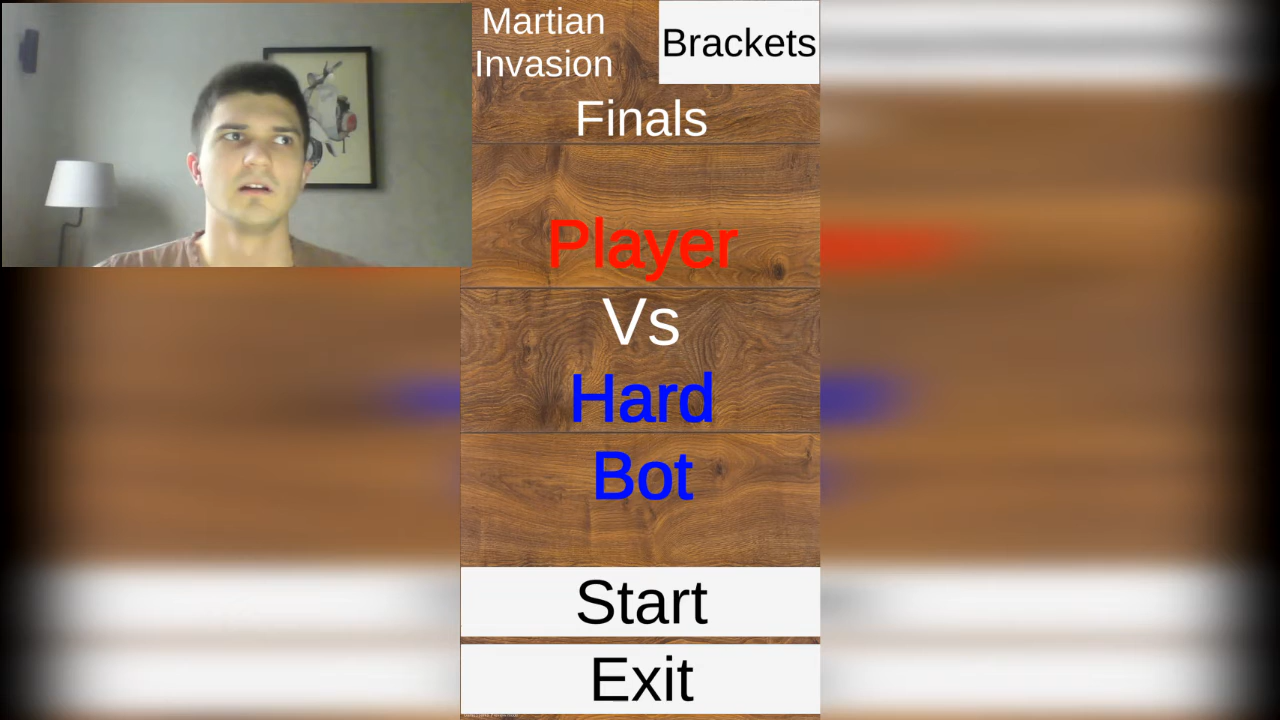 Martian
Invasion
Brackets
Finals
Player
Vs
Hard
Bot
Start
Exit